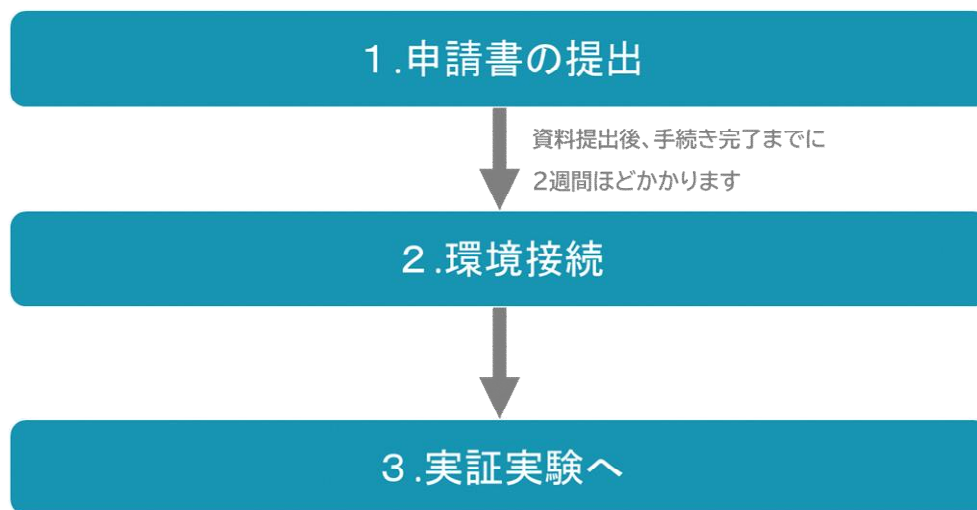 １.申請書の提出
資料提出後、手続き完了までに
2週間ほどかかります
２.環境接続
３.実証実験へ